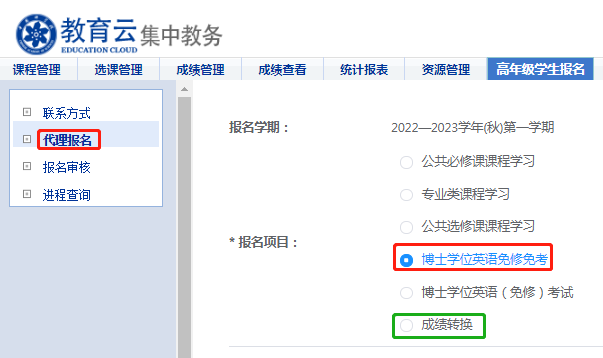 教育云
EDUCATION CLOUD
集中教务
课程管理 选课管理 成绩管理 成绩查看 统计报表 资源管理 高年级学生报名
联系方式
代理报名
报名审核
进程查询
报名学期： 2022—2023学年(秋)第一学期
公共必修课课程学习
专业类课程学习
公共选修课课程学习
* 报名项目：
博士学位英语免修免考
博士学位英语（免修）考试
成绩转换